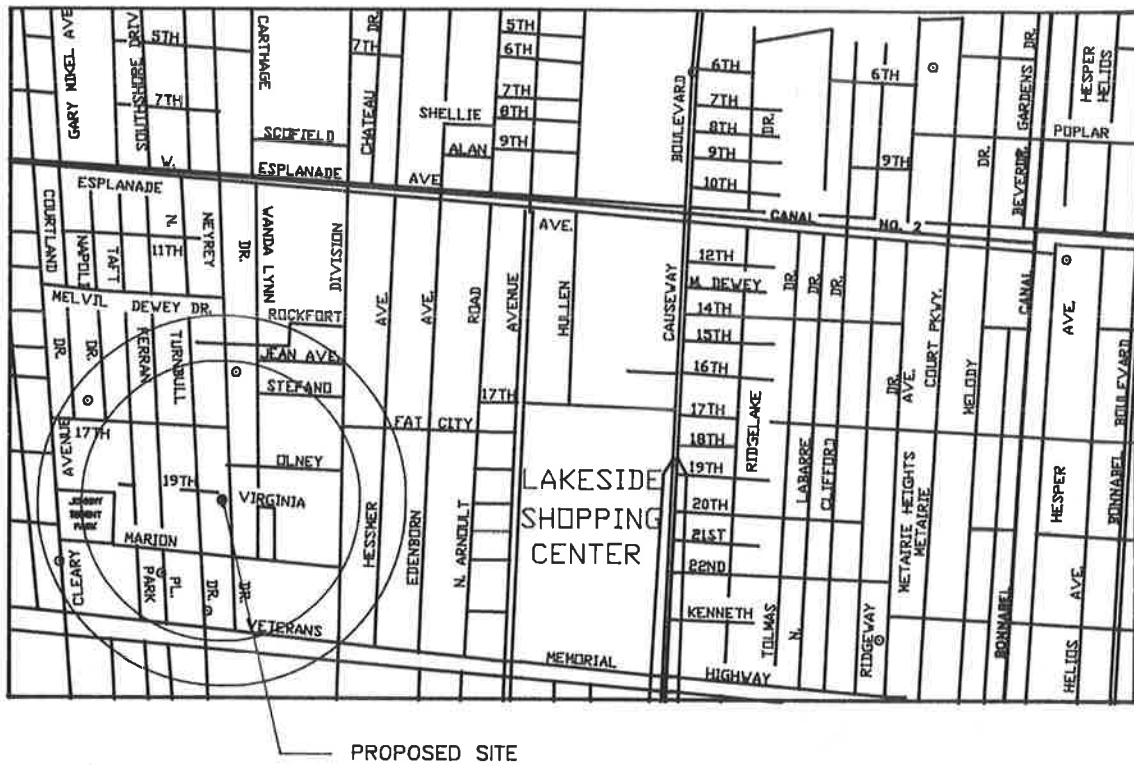 GARY MIKEL AVE
SOUTHSHORE DRIV
5TH
7TH
CARTHAGE
SCOFIELD
7TH
DR.
CHATEAU
SHELLIE
ALAN
5TH
6TH
7TH
8TH
9TH
BOULEVARD
6TH
7TH
8TH
9TH
10TH
DR.
6TH
9TH
DR.
GARDENS DR.
BEVERDR.
HESPER
HELIOS
POPLAR
W.
ESPLANADE
AVE
ESPLANADE
CANAL NO. 2
COURTLAND
NAPOLI
TAFT
N.
11TH
NEYREY
DR.
WANDA LYNN
DIVISION
AVE.
HULLEN
12TH
M. DEWEY
14TH
15TH
16TH
17TH
18TH
19TH
20TH
21ST
22ND
KENNETH
CAUSEWAY
DR.
DR.
DR.
CANAL
AVE
BOULEVARD
MELVIL DEWEY DR.
ROCKFORT
JEAN AVE.
STEFANO
DR.
DR.
KERRAN
TURNBULL
AVE.
AVE.
ROAD
AVENUE
17TH
FAT CITY
RIDGELAKE
LABARRE
CLIFFORD
DR.
AVE.
COURT PKWY.
MELODY
AVENUE
17TH
19TH
OLNEY
VIRGINIA
LAKESIDE
SHOPPING
CENTER
JOHNNY
PARK
MARION
CLEARY
PARK
PL.
DR.
DR.
VETERANS
MEMORIAL
HIGHWAY
HESSMER
EDENBORN
N. ARNOULT
TOLMAS
N.
RIDGEWAY
METAIRIE HEIGHTS
METAIRIE
BONNABEL
HESPER
HELIOS
AVE.
BONNABEL
PROPOSED SITE